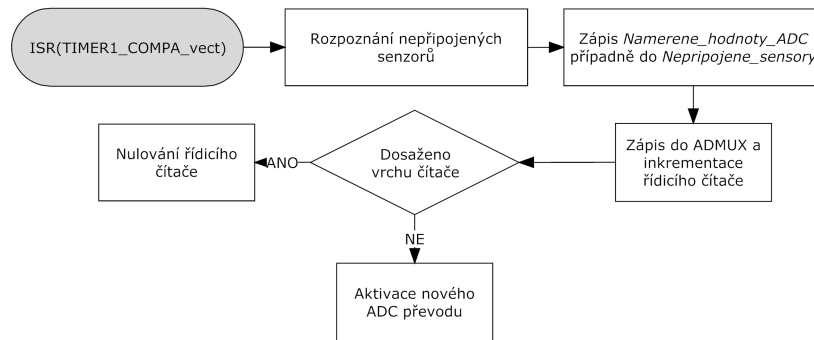 ISR(TIMER1_COMPA_vect)
Rozpoznání nepřipojených
senzorů
Zápis Namerene_hodnoty_ADC
případně do Nepripojene_sensory
Zápis do ADMUX a
inkrementace
řídicího čítače
Dosaženo
vrchu čítače
ANO
Nulování řídicího
čítače
NE
Aktivace nového
ADC převodu